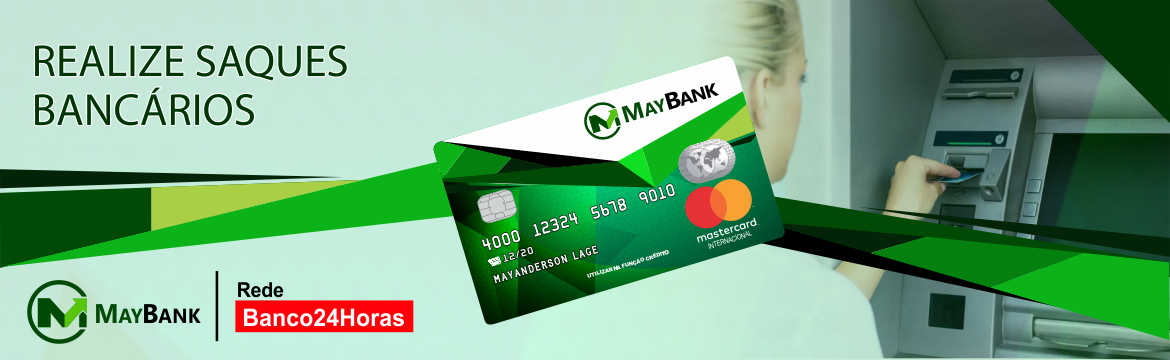 REALIZE SAQUES
BANCÁRIOS
MAYBANK
4000 12324 5678 9010
12/20
MAYANDERSON LAGE
UTILIZAR NA FUNÇÃO CRÉDITO
mastercard
INTERNACIONAL
MAYBANK
Rede
Banco24Horas